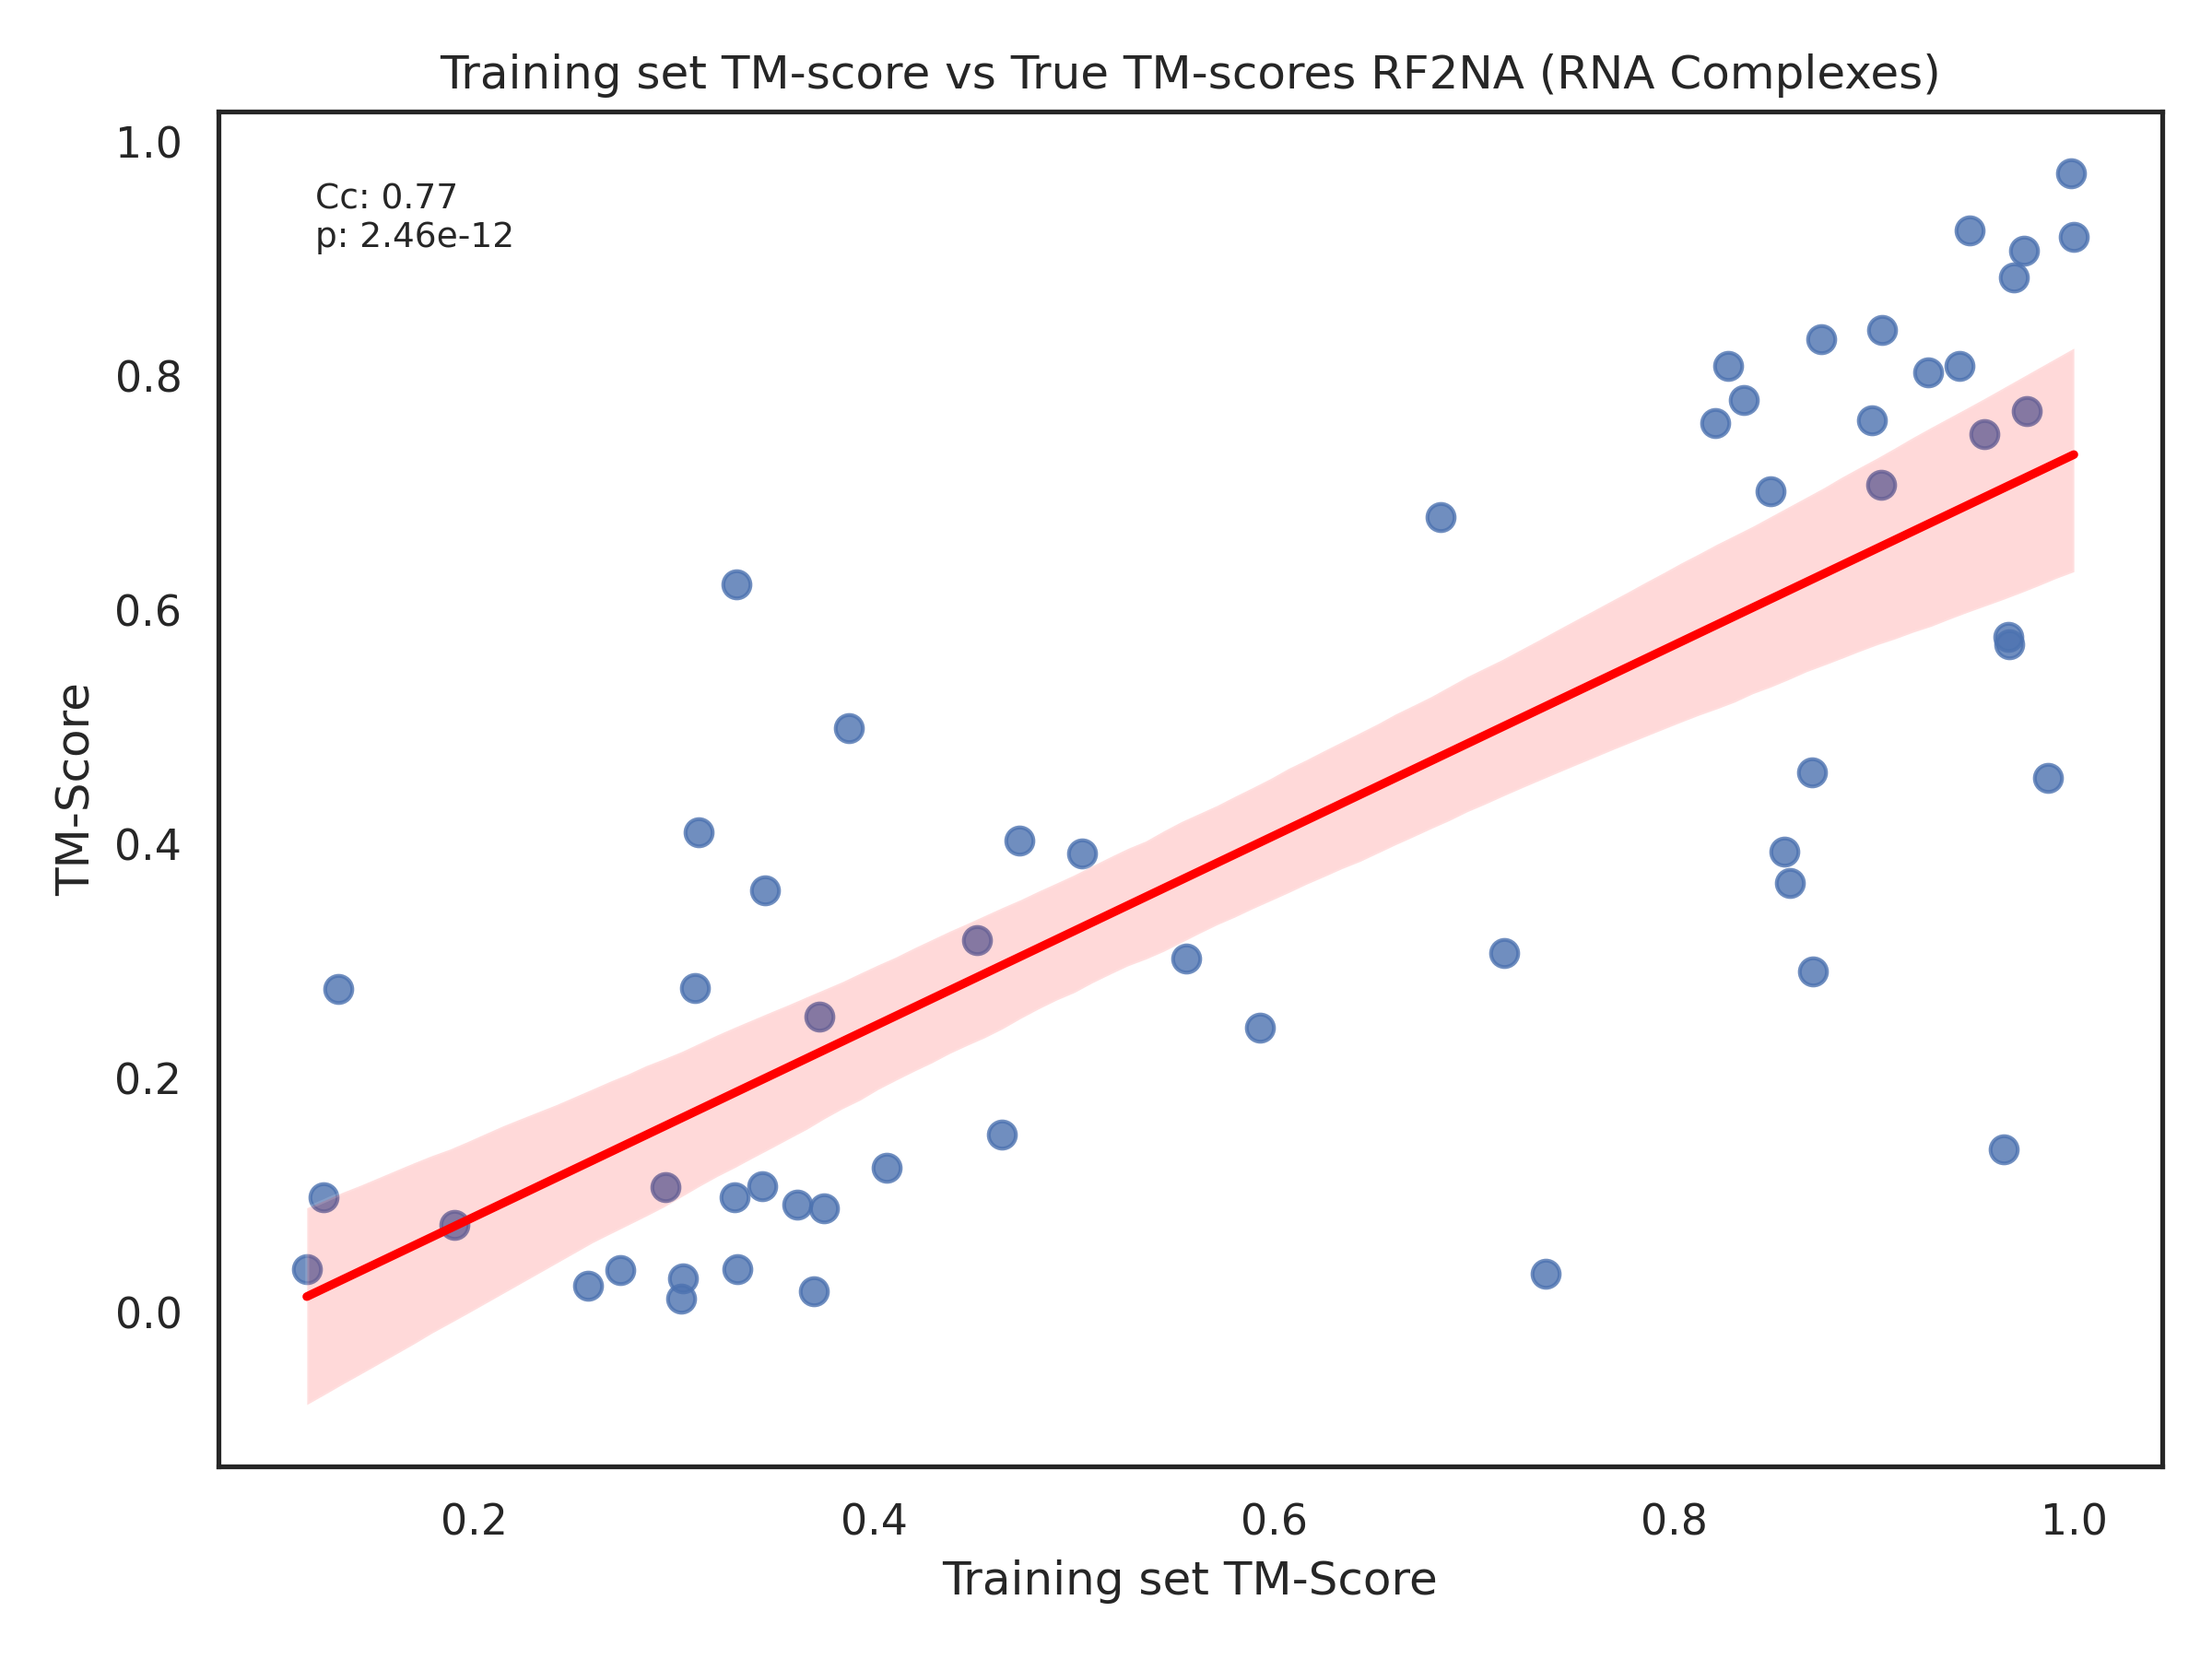 Training set TM-score vs True TM-scores RF2NA (RNA Complexes)
Cc: 0.77
p: 2.46e-12
1.0
0.8
0.6
0.4
0.2
0.0
TM-Score
0.2 0.4 0.6 0.8 1.0
Training set TM-Score